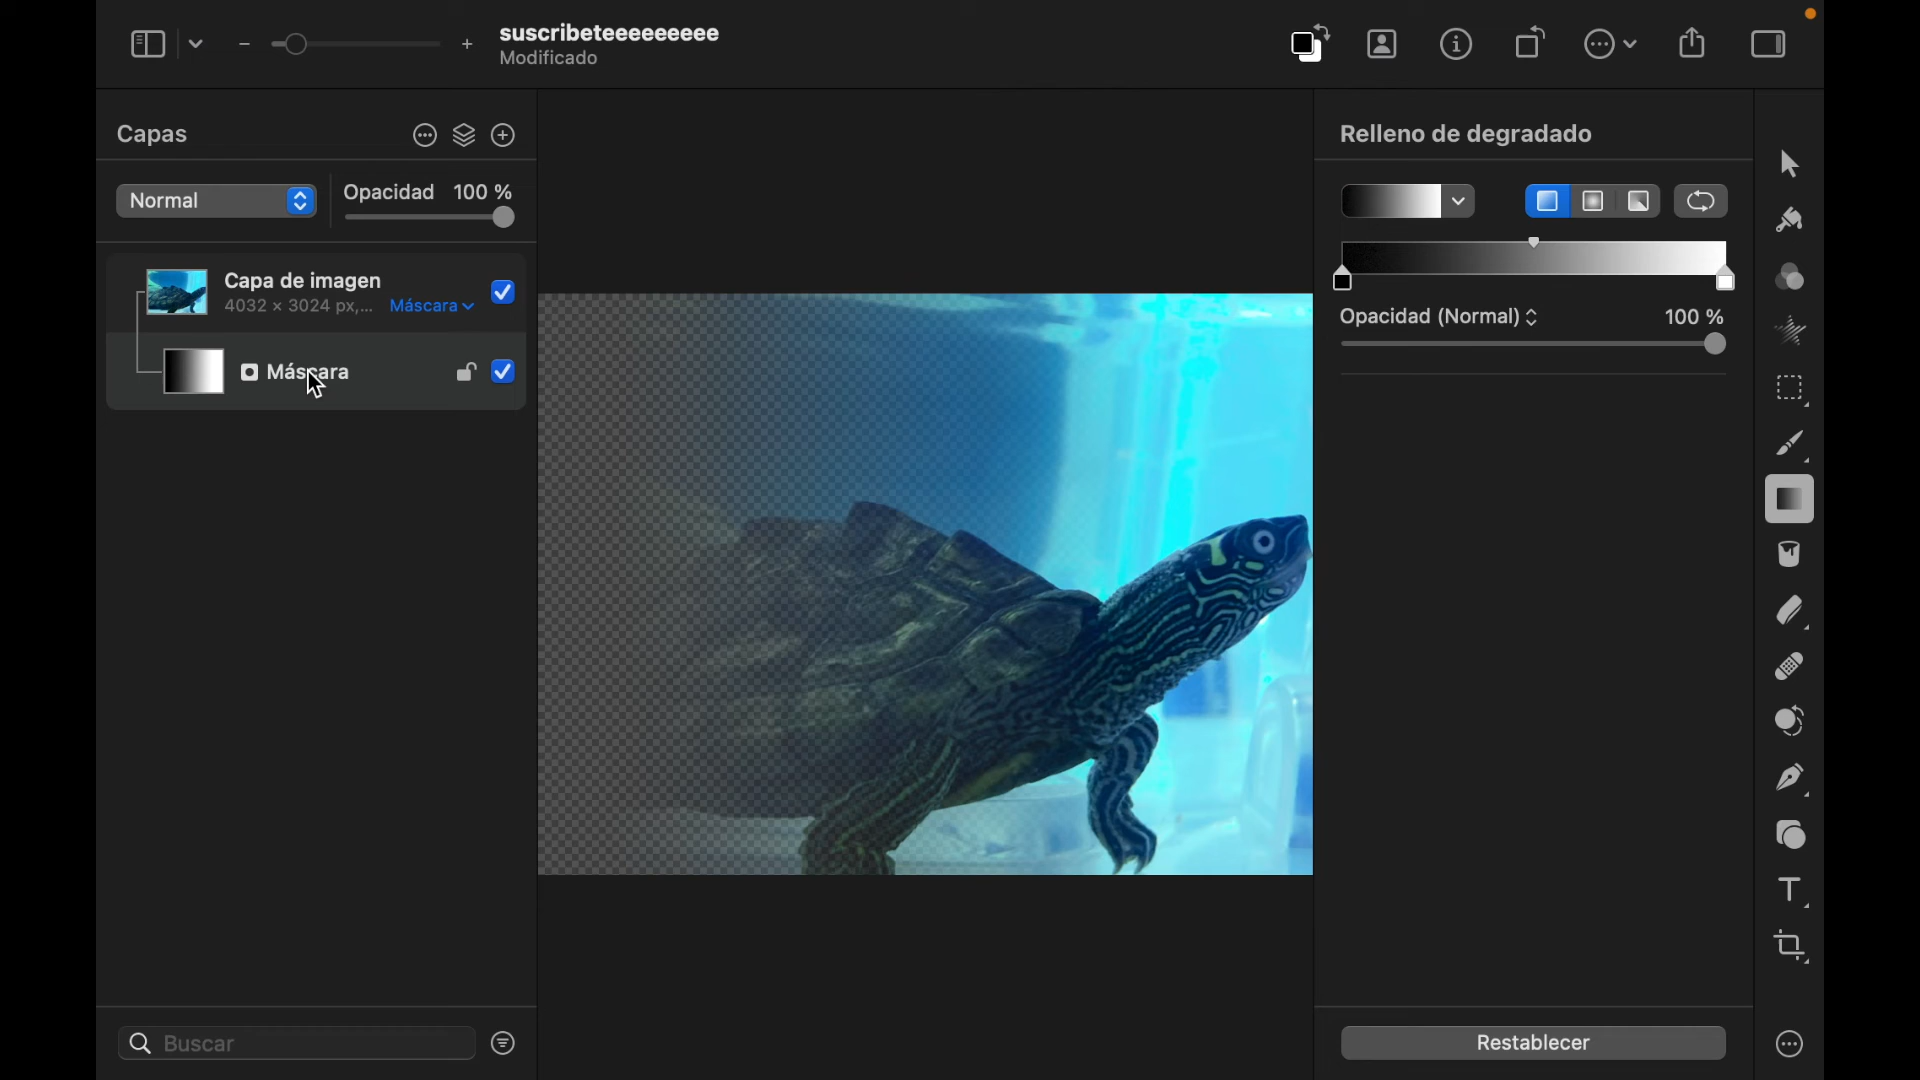 suscribeteeeeeeeee
Modificado
Capas
Normal
Opacidad 100 %
Capa de imagen
4032 × 3024 px,... Máscara
Máscara
Buscar
Relleno de degradado
Opacidad (Normal) 100 %
Restablecer